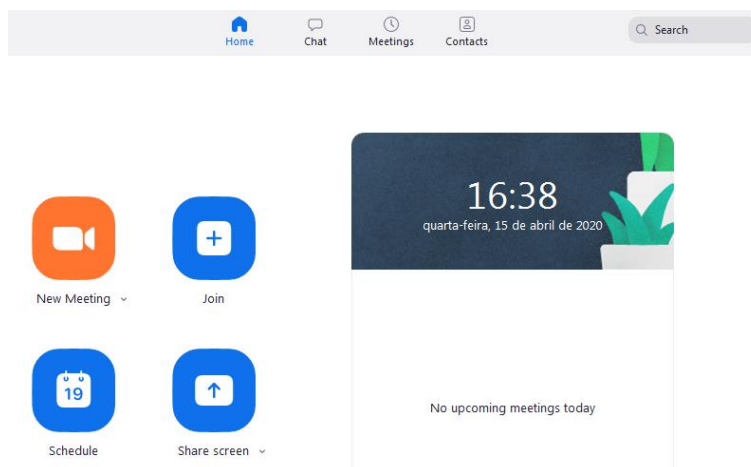 Home
Chat
Meetings
Contacts
Search
16:38
quarta-feira, 15 de abril de 2020
New Meeting
Join
19
Schedule
Share screen
No upcoming meetings today